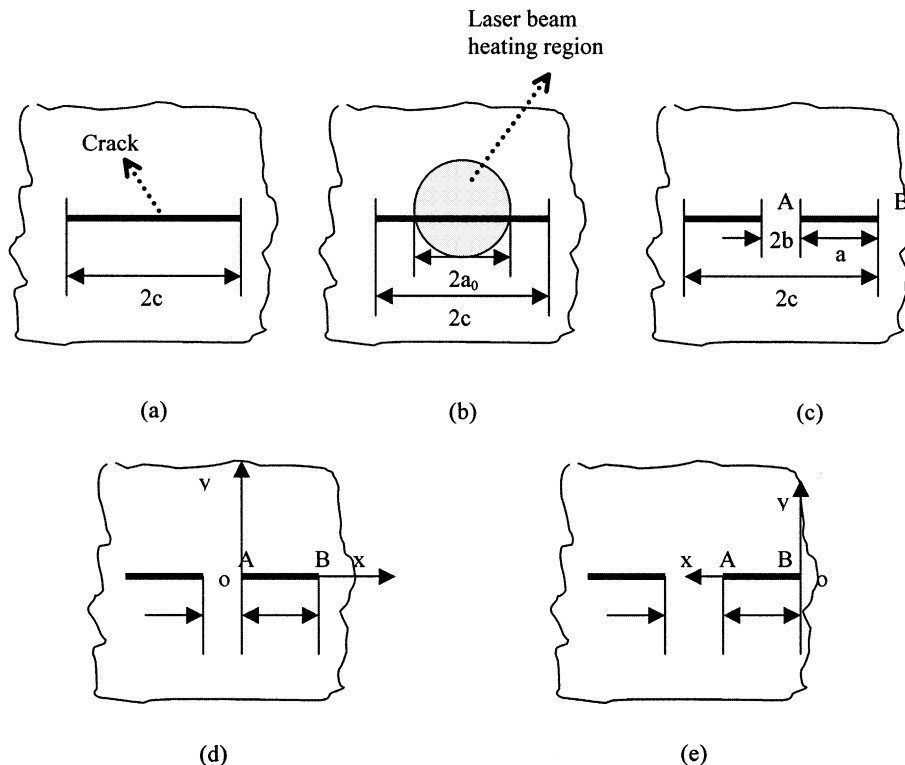 Laser beam
heating region
Crack
2c
(a)
2a₀
2c
(b)
A
B
2b
a
2c
(c)
y
A
B
x
o
(d)
y
x
A
B
o
(e)